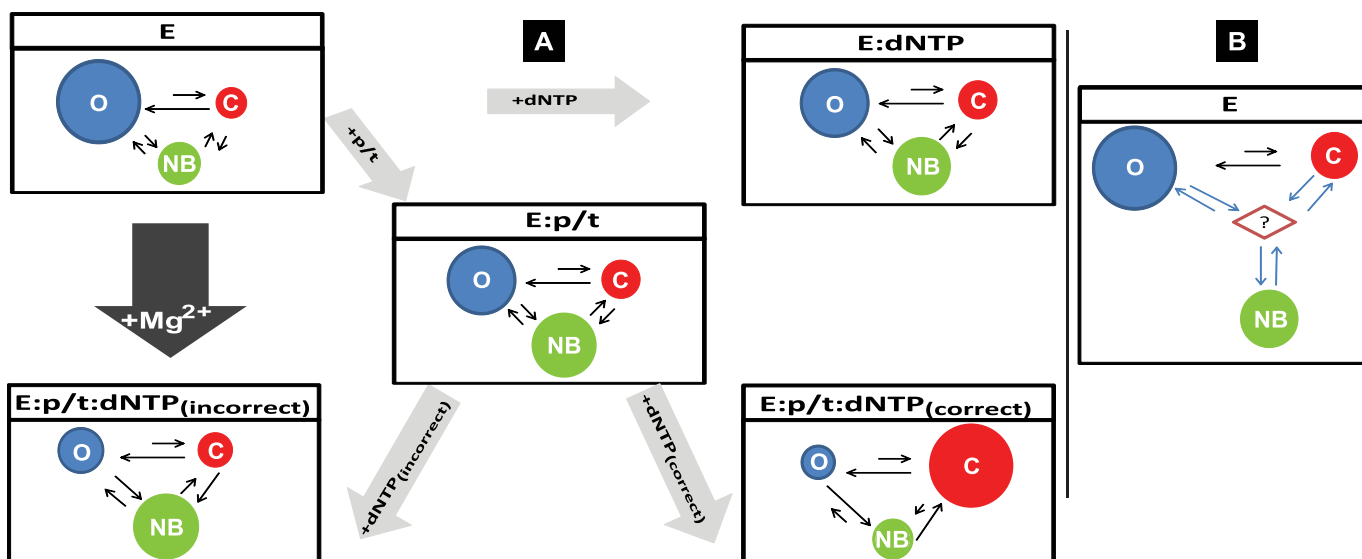 E
O
C
NB
A
+dNTP
+p/t
E:dNTP
O
C
NB
B
E
O
C
?
NB
E:p/t
O
C
NB
+Mg2+
E:p/t:dNTP(incorrect)
O
C
NB
+dNTP(incorrect)
+dNTP(correct)
E:p/t:dNTP(correct)
O
C
NB